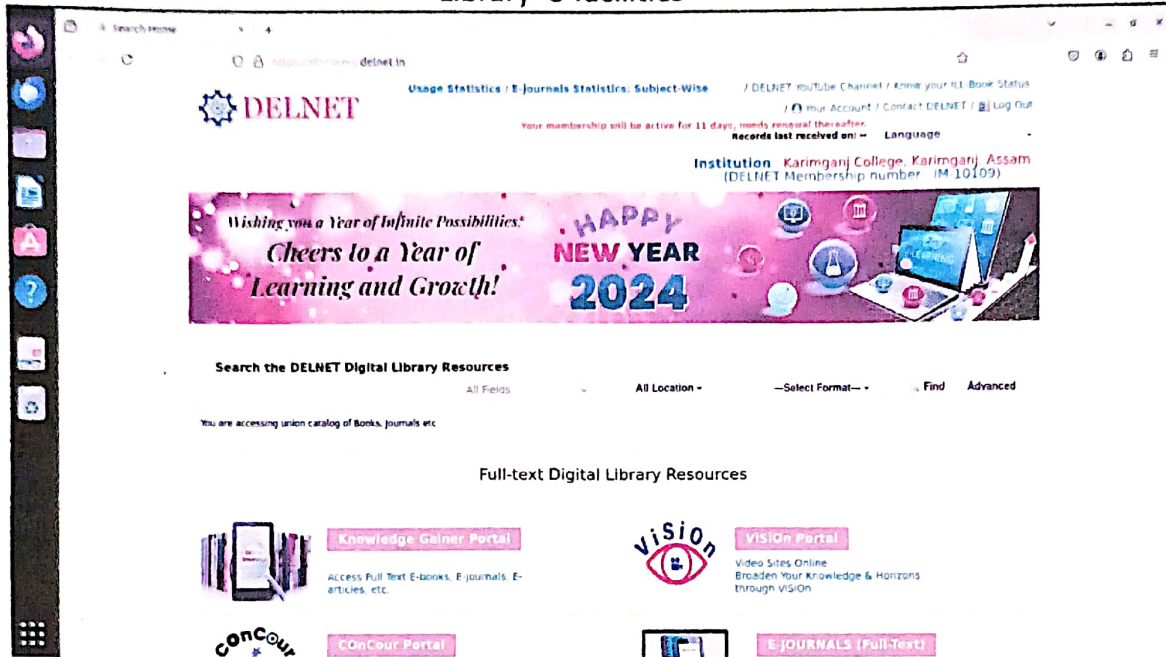 Search Home
delnet.in
DELNET
Usage Statistics / E-Journals Statistics: Subject-Wise / DELNET YouTube Channel / Know your ILL-Book Status
/ Your Account / Contact DELNET / Log Out
Your membership will be active for 11 days, needs renewal thereafter.
Records last received on: -- Language
Institution Karimganj College, Karimganj, Assam
(DELNET Membership number IM-10109)
Wishing you a Year of Infinite Possibilities!
Cheers to a Year of
Learning and Growth!
HAPPY
NEW YEAR
2024
LEARNING
Search the DELNET Digital Library Resources
All Fields All Location --Select Format-- Find Advanced
You are accessing union catalog of Books, Journals etc
Full-text Digital Library Resources
Knowledge Gainer Portal
Access Full Text E-books, E-journals, E-
articles, etc.
ViSiOn
ViSiOn Portal
Video Sites Online
Broaden Your Knowledge & Horizons
through ViSiOn
COnCour
COnCour Portal
E-JOURNALS (Full-Text)